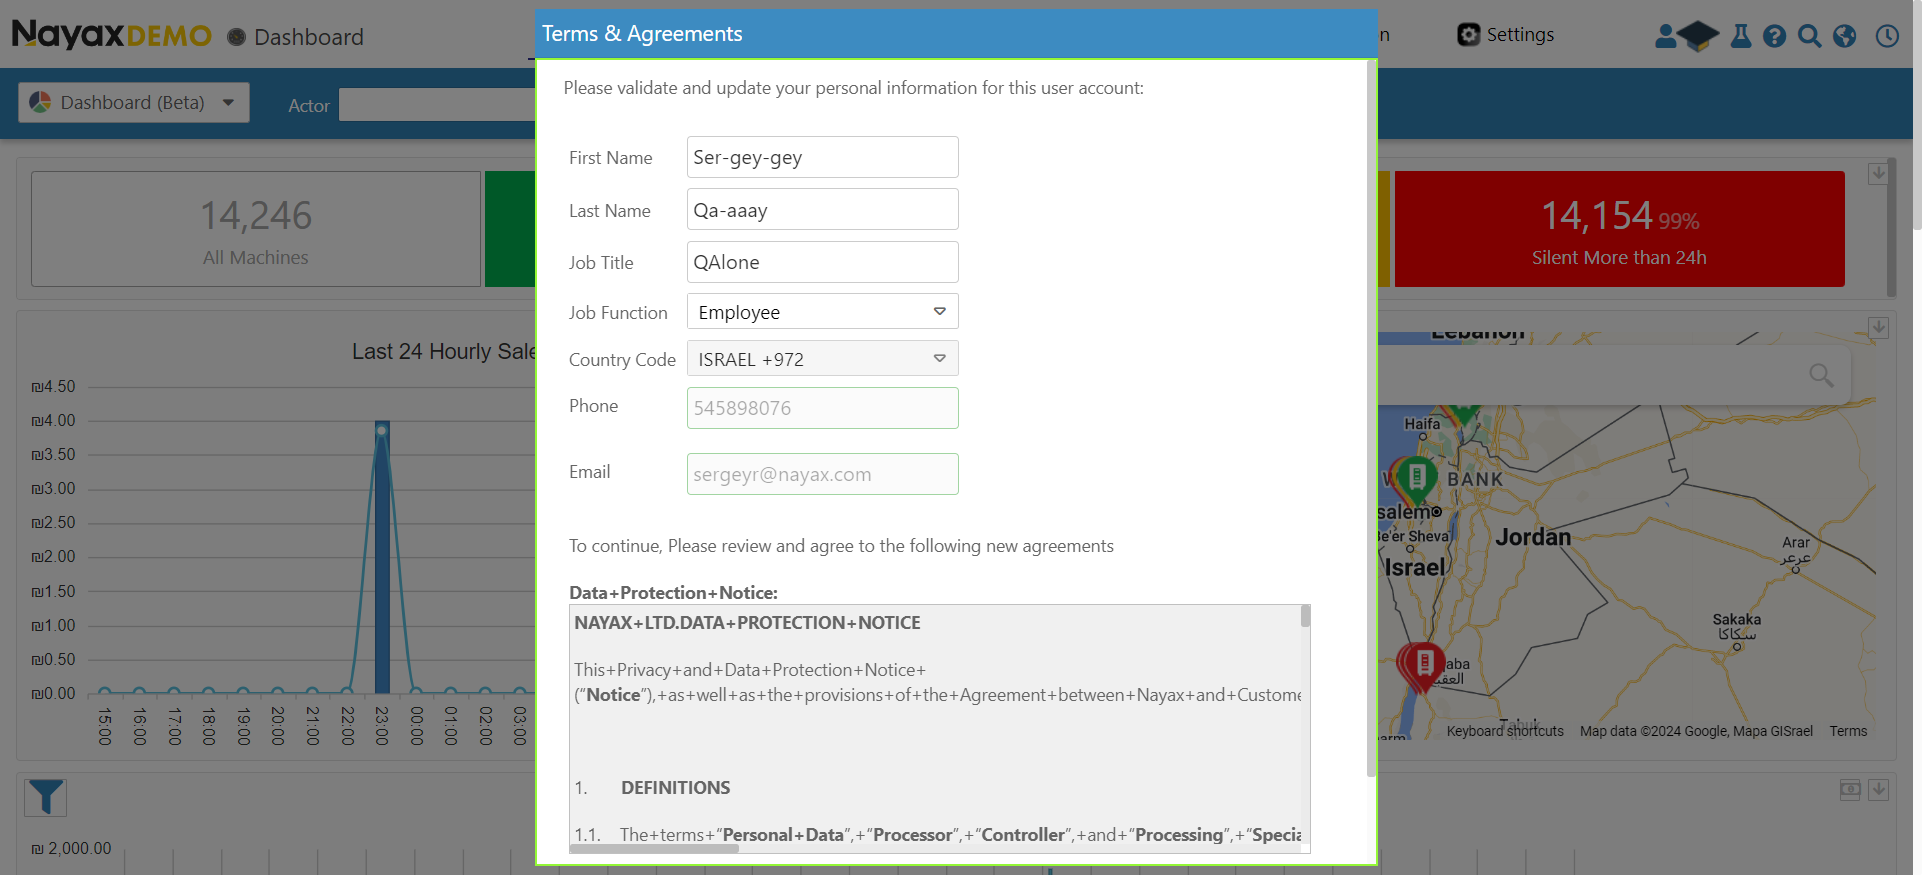 NayaxDEMO
Dashboard
Settings
Dashboard (Beta)
Actor
Terms & Agreements
Please validate and update your personal information for this user account:
First Name
Ser-gey-gey
Last Name
Qa-aaay
Job Title
QAlone
Job Function
Employee
Country Code
ISRAEL +972
Phone
545898076
Email
sergeyr@nayax.com
To continue, Please review and agree to the following new agreements
Data+Protection+Notice:
NAYAX+LTD.DATA+PROTECTION+NOTICE
This+Privacy+and+Data+Protection+Notice+
(“Notice”),+as+well+as+the+provisions+of+the+Agreement+between+Nayax+and+Custome
1. DEFINITIONS
1.1. The+terms+“Personal+Data”,+“Processor”,+“Controller”,+and+“Processing”,+“Specia
14,246
All Machines
14,154 99%
Silent More than 24h
Last 24 Hourly Sale
₪4.50
₪4.00
₪3.50
₪3.00
₪2.50
₪2.00
₪1.50
₪1.00
₪0.50
₪0.00
15:00
16:00
17:00
18:00
19:00
20:00
21:00
22:00
23:00
00:00
01:00
02:00
03:00
₪ 2,000.00
Lebanon
Haifa
W
BANK
salem
Be'er Sheva
Israel
Jordan
Arar
عرعر
Sakaka
سكاكا
aba
العقبة
Tabuk
Keyboard shortcuts
Map data ©2024 Google, Mapa GISrael
Terms